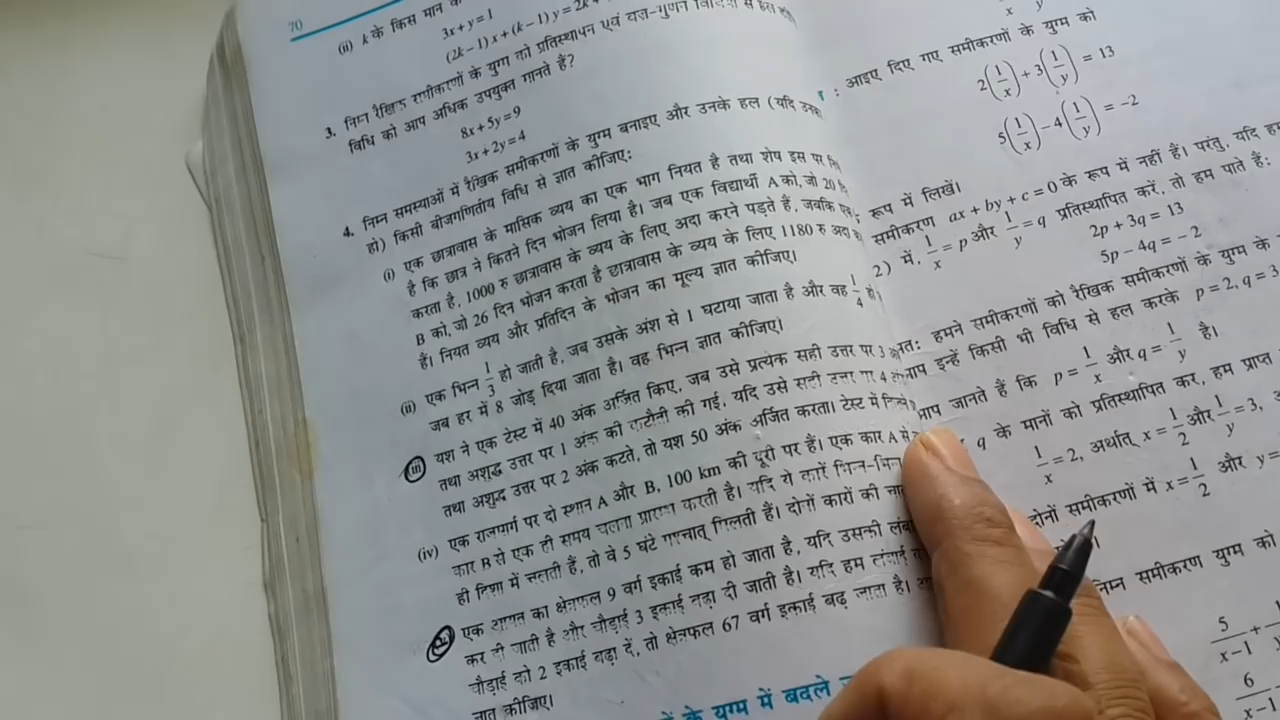 70
(ii) k के किस मान के
3x + y = 1
(2k – 1) x + (k – 1) y = 2k +
3. निम्न रैखिक समीकरणों के युग्म को प्रतिस्थापन एवं वज्र-गुणन विधियों से हल
विधि को आप अधिक उपयुक्त मानते हैं?
8x + 5y = 9
3x + 2y = 4
4. निम्न समस्याओं में रैखिक समीकरणों के युग्म बनाइए और उनके हल (यदि उनका
हो) किसी बीजगणितीय विधि से ज्ञात कीजिए:
(i) एक छात्रावास के मासिक व्यय का एक भाग नियत है तथा शेष इस पर
है कि छात्र ने कितने दिन भोजन लिया है। जब एक विद्यार्थी A को, जो 20
करता है, 1000 रु छात्रावास के व्यय के लिए अदा करने पड़ते हैं, जबकि एक
B को, जो 26 दिन भोजन करता है छात्रावास के व्यय के लिए 1180 रु अदा
हैं। नियत व्यय और प्रतिदिन के भोजन का मूल्य ज्ञात कीजिए।
(ii) एक भिन्न 1/3 हो जाती है, जब उसके अंश से 1 घटाया जाता है और वह 1/4 हो
जब हर में 8 जोड़ दिया जाता है। वह भिन्न ज्ञात कीजिए।
(iii) यश ने एक टेस्ट में 40 अंक अर्जित किए, जब उसे प्रत्येक सही उत्तर पर 3
तथा अशुद्ध उत्तर पर 1 अंक की कटौती की गई, यदि उसे सही उत्तर पर 4
तथा अशुद्ध उत्तर पर 2 अंक कटते, तो यश 50 अंक अर्जित करता। टेस्ट में
(iv) एक राजमार्ग पर दो स्थान A और B, 100 km की दूरी पर हैं। एक कार A से
कार B से एक ही समय चलना प्रारम्भ करती है। यदि ये कारें भिन्न-भिन्न
ही दिशा में चलती हैं, तो वे 5 घंटे पश्चात् मिलती हैं। दोनों कारों की
एक आयत का क्षेत्रफल 9 वर्ग इकाई कम हो जाता है, यदि उसकी
कर दी जाती है और चौड़ाई 3 इकाई बढ़ा दी जाती है। यदि हम लंबाई
चौड़ाई को 2 इकाई बढ़ा दें, तो क्षेत्रफल 67 वर्ग इकाई बढ़ जाता है।
ज्ञात कीजिए।
के युग्म में बदले
x y
: आइए दिए गए समीकरणों के युग्म को
2(1/x) + 3(1/y) = 13
5(1/x) – 4(1/y) = –2
रूप में लिखें।
समीकरण ax + by + c = 0 के रूप में नहीं हैं। परंतु, यदि
2) में, 1/x = p और 1/y = q प्रतिस्थापित करें, तो हम पाते हैं:
2p + 3q = 13
5p – 4q = – 2
अतः हमने समीकरणों को रैखिक समीकरणों के युग्म के
आप इन्हें किसी भी विधि से हल करके p = 2, q = 3
आप जानते हैं कि p = 1/x और q = 1/y है।
q के मानों को प्रतिस्थापित कर, हम प्राप्त
1/x = 2, अर्थात् x = 1/2 और 1/y = 3,
दोनों समीकरणों में x = 1/2 और y =
निम्न समीकरण युग्म को
5/(x – 1) +
6/(x – 1)